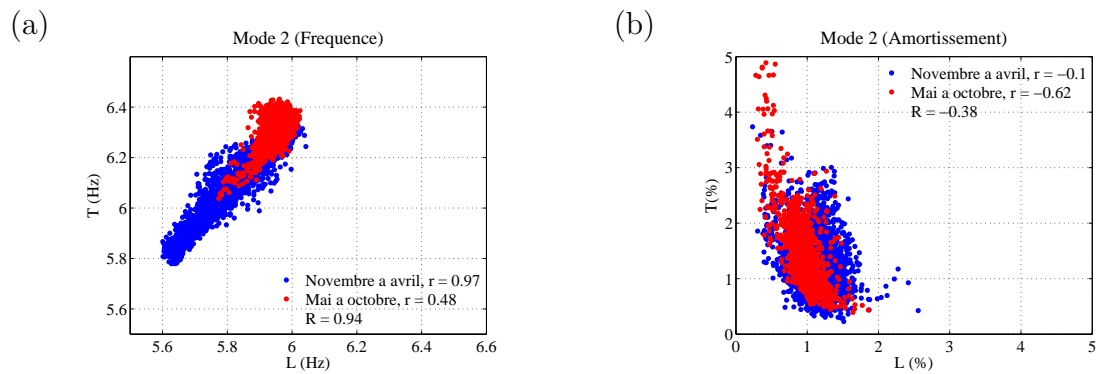 (a)
Mode 2 (Frequence)
T (Hz)
6.4
6.2
6
5.8
5.6
Novembre a avril, r = 0.97
Mai a octobre, r = 0.48
R = 0.94
5.6 5.8 6 6.2 6.4 6.6
L (Hz)
(b)
Mode 2 (Amortissement)
T(%)
5
4
3
2
1
0
Novembre a avril, r = −0.1
Mai a octobre, r = −0.62
R = −0.38
0 1 2 3 4 5
L (%)